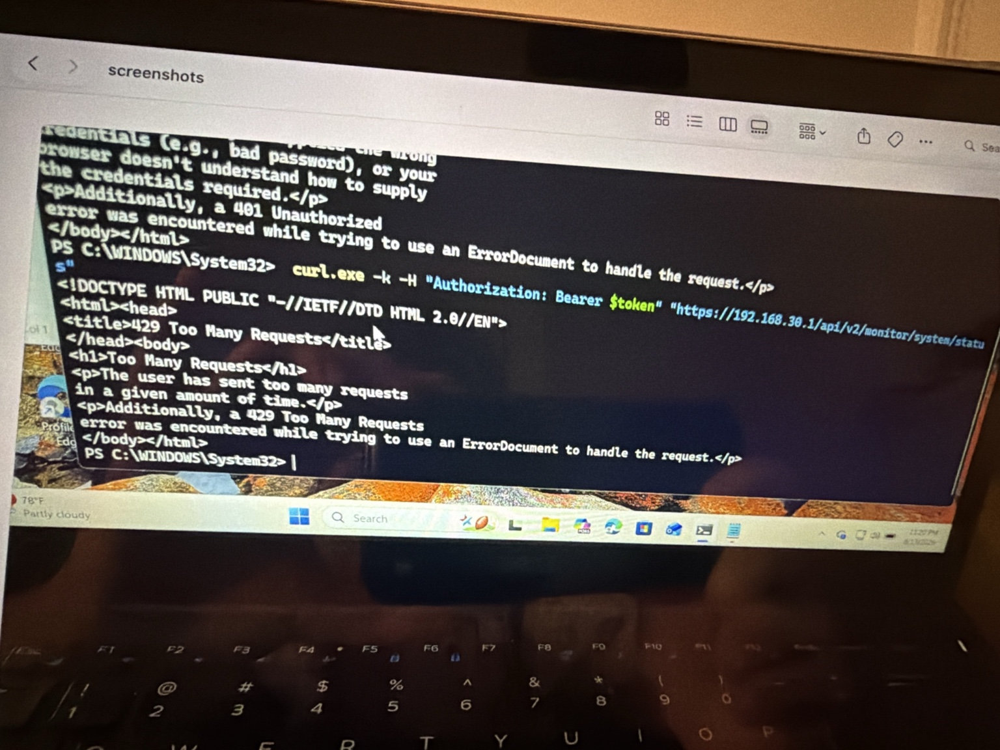 screenshots
Sea
redentials (e.g., bad password), or your
browser doesn't understand how to supply
the credentials required.</p>
<p>Additionally, a 401 Unauthorized
error was encountered while trying to use an ErrorDocument to handle the request.</p>
</body></html>
PS C:\WINDOWS\System32> curl.exe -k -H "Authorization: Bearer $token" "https://192.168.30.1/api/v2/monitor/system/statu
s"
<!DOCTYPE HTML PUBLIC "-//IETF//DTD HTML 2.0//EN">
<html><head>
<title>429 Too Many Requests</title>
</head><body>
<h1>Too Many Requests</h1>
<p>The user has sent too many requests
in a given amount of time.</p>
<p>Additionally, a 429 Too Many Requests
error was encountered while trying to use an ErrorDocument to handle the request.</p>
</body></html>
PS C:\WINDOWS\System32>
Profile
Edg
78°F
Partly cloudy
Search
11:20 PM
F1 F2 F3 F4 F5 F6 F7 F8 F9 F10
! @ # $ % ^ & * ( )
1 2 3 4 5 6 7 8 9 0
W E R T Y U I O P